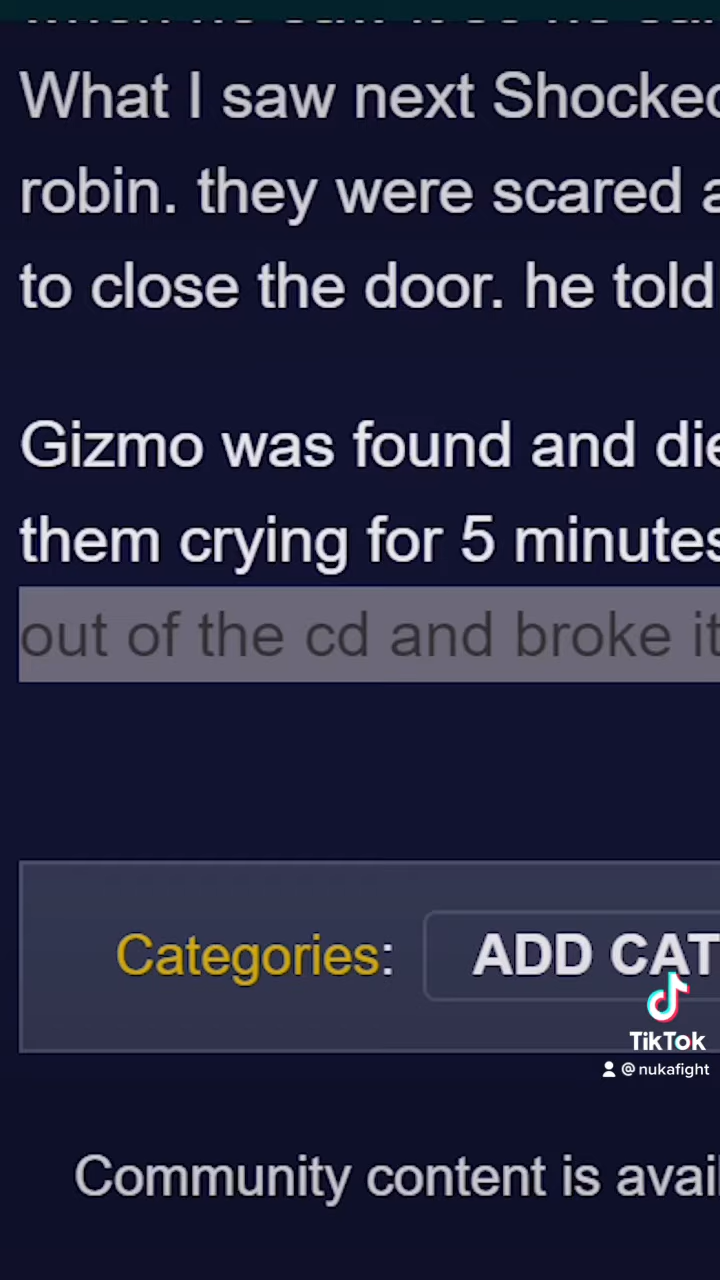 What I saw next Shocked
robin. they were scared a
to close the door. he told
Gizmo was found and die
them crying for 5 minutes
out of the cd and broke it
Categories: ADD CAT
TikTok
@nukafight
Community content is avail